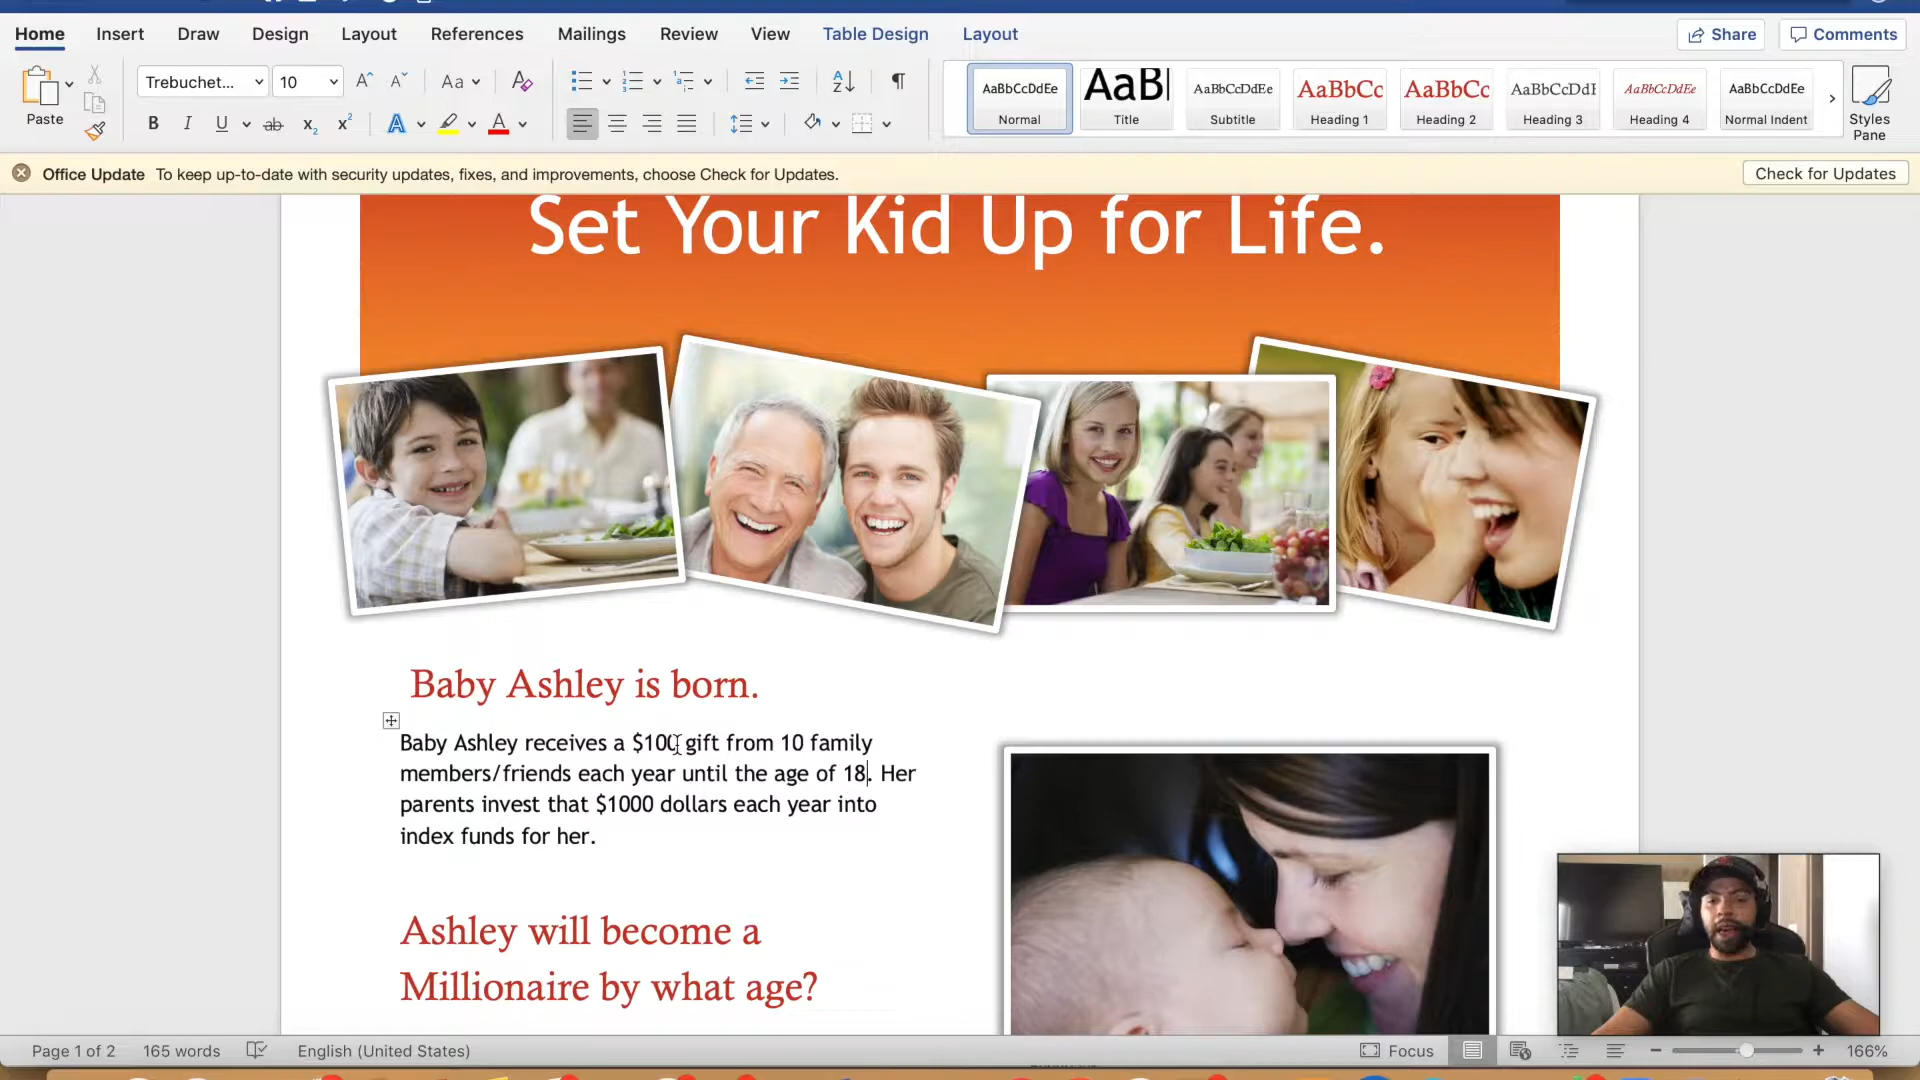 Home Insert Draw Design Layout References Mailings Review View Table Design Layout Share Comments
Trebuchet... 10 Aa
AaBbCcDdEe AaB AaBbCcDdEe AaBbCc AaBbCc AaBbCcDdE AaBbCcDdEe AaBbCcDdEe
Paste Normal Title Subtitle Heading 1 Heading 2 Heading 3 Heading 4 Normal Indent Styles
Pane
Office Update To keep up-to-date with security updates, fixes, and improvements, choose Check for Updates. Check for Updates
Set Your Kid Up for Life.
Baby Ashley is born.
Baby Ashley receives a $100 gift from 10 family
members/friends each year until the age of 18. Her
parents invest that $1000 dollars each year into
index funds for her.
Ashley will become a
Millionaire by what age?
Page 1 of 2 165 words English (United States) Focus 166%